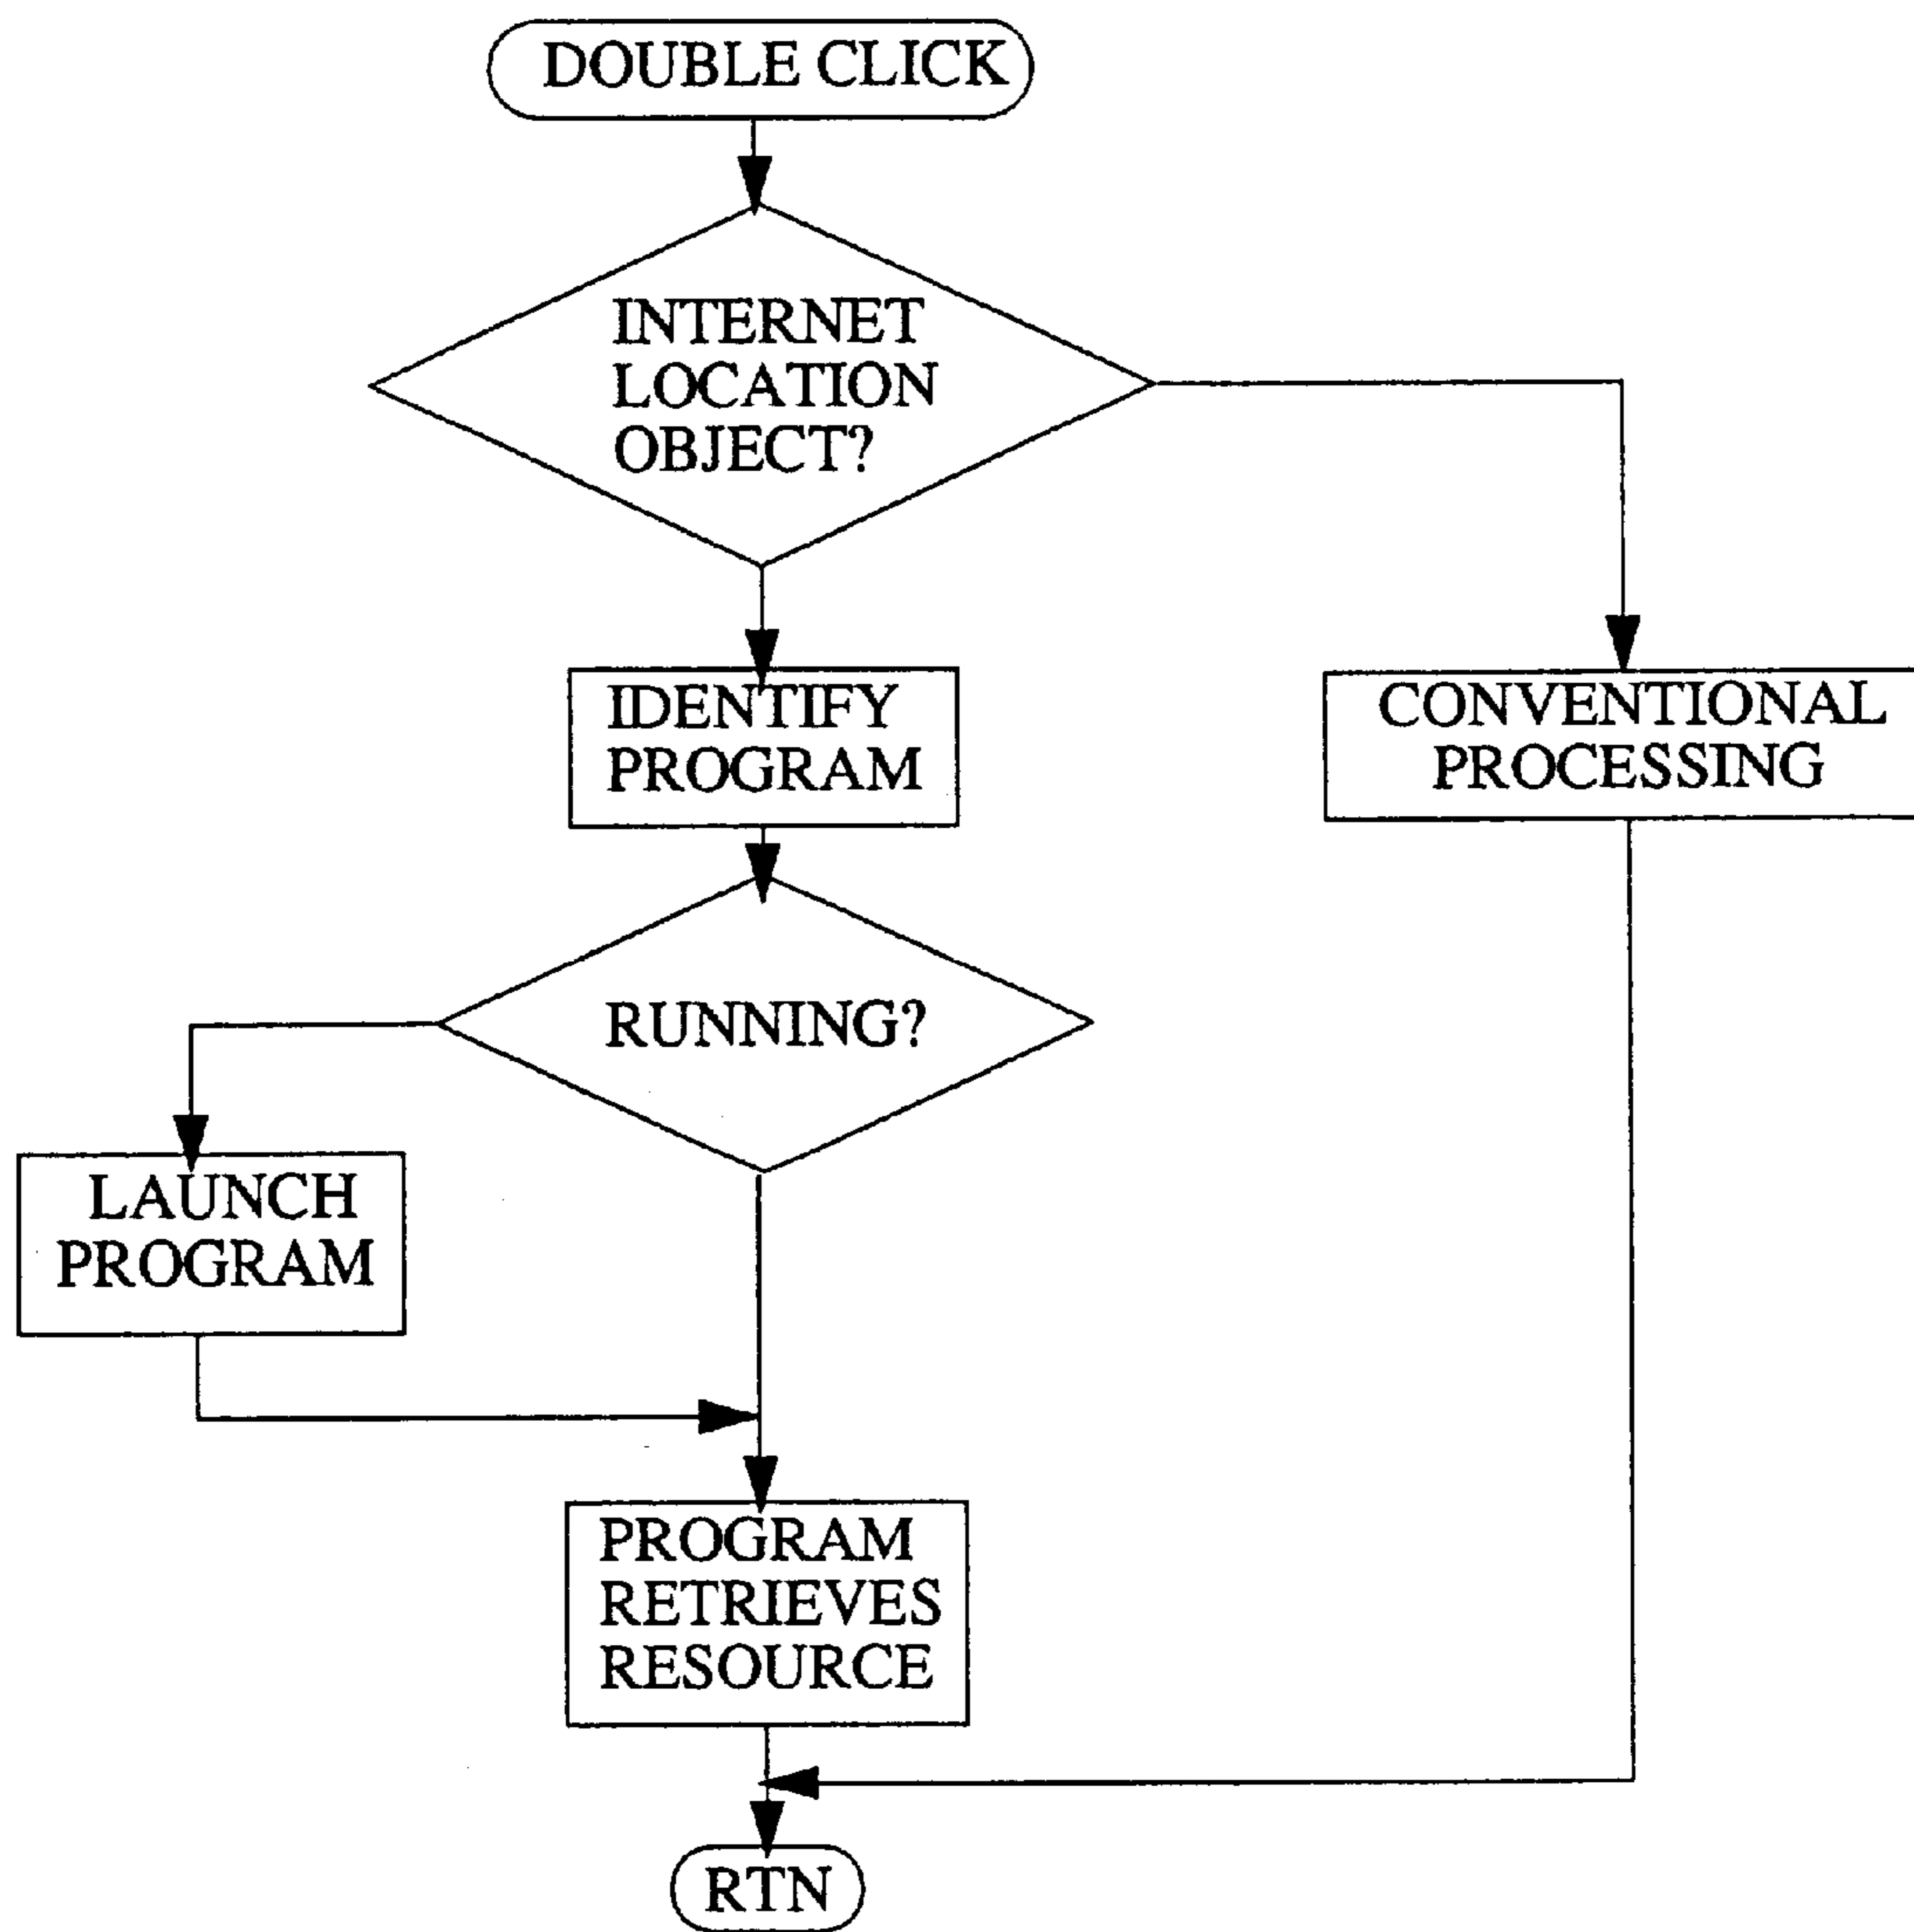 DOUBLE CLICK
INTERNET
LOCATION
OBJECT?
IDENTIFY
PROGRAM
CONVENTIONAL
PROCESSING
RUNNING?
LAUNCH
PROGRAM
PROGRAM
RETRIEVES
RESOURCE
RTN